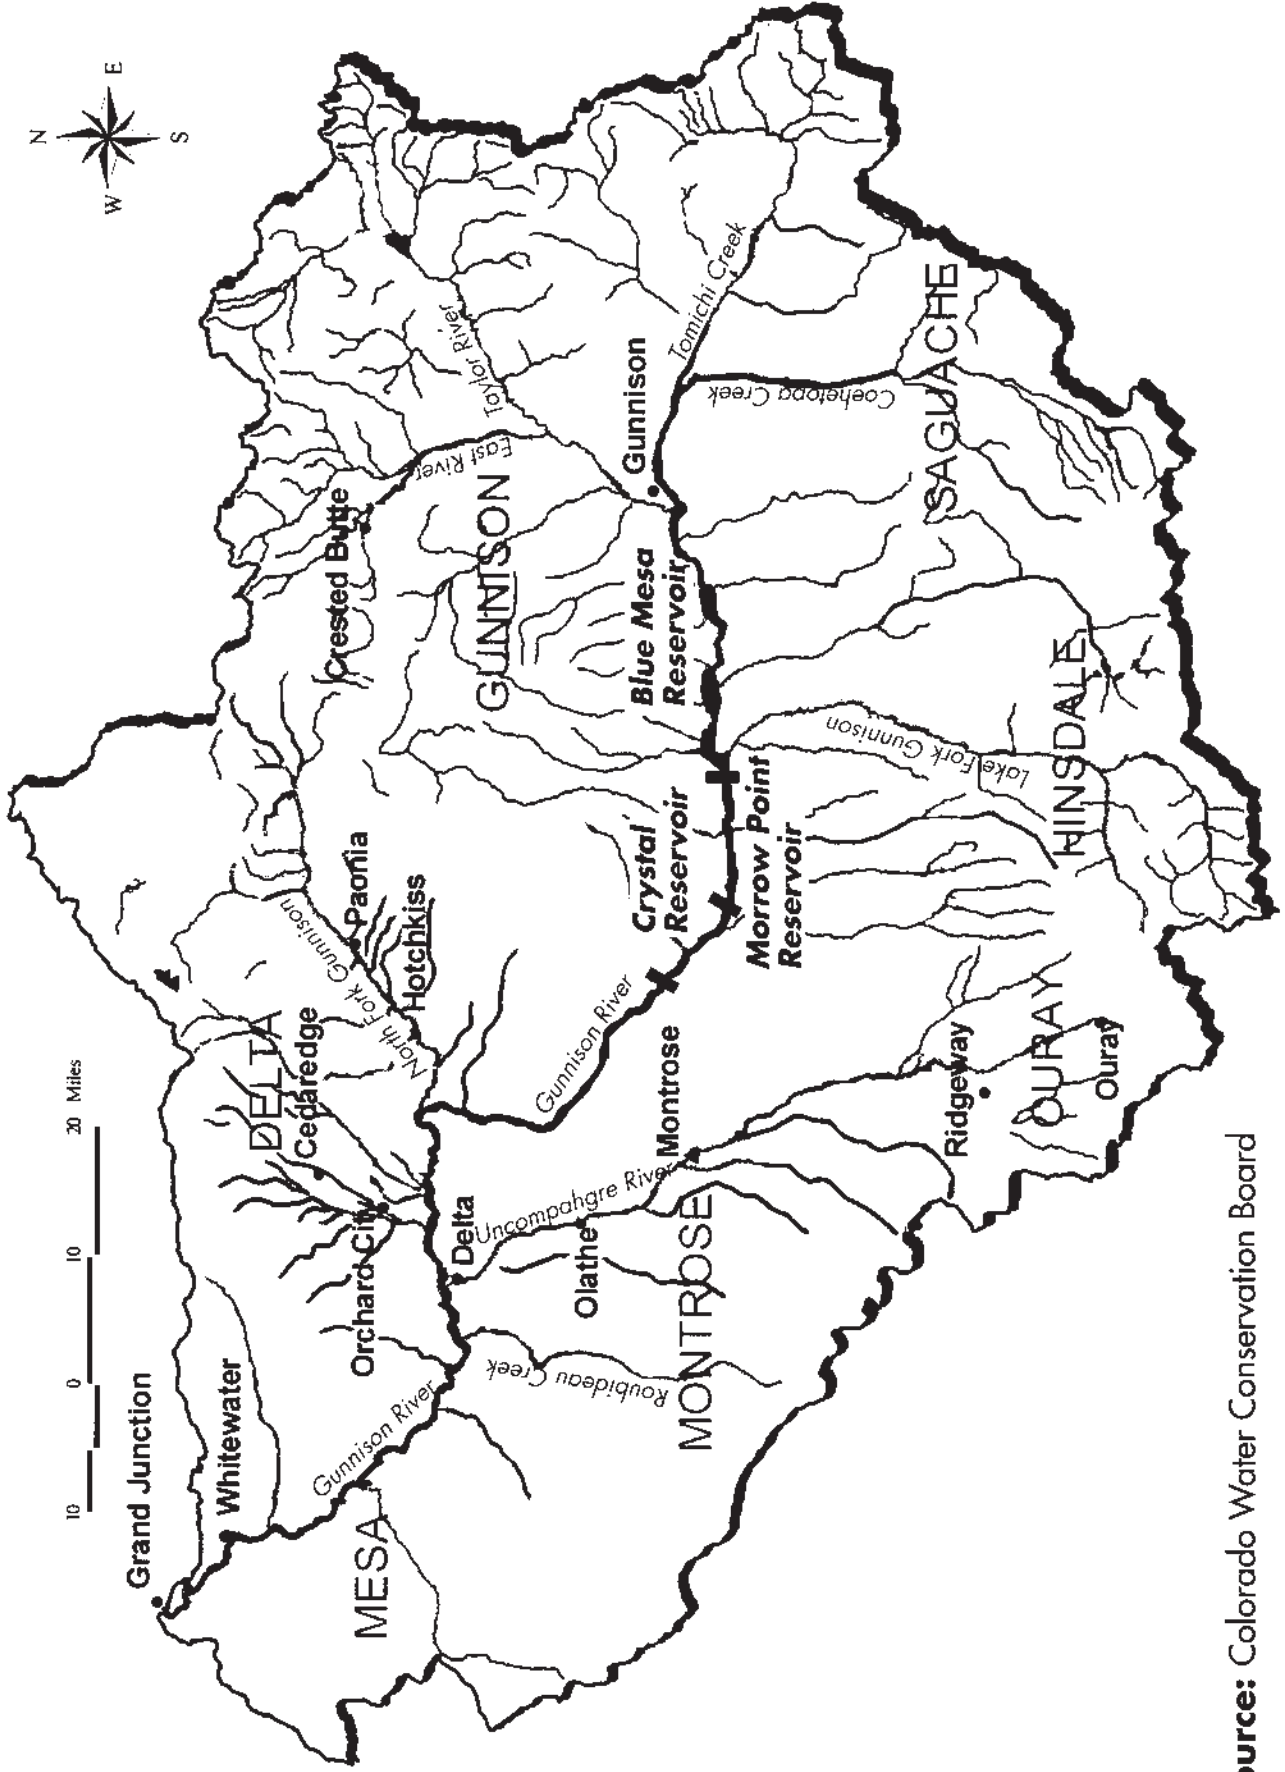 N
W
E
S
10
0
10
20
Miles
Grand Junction
Whitewater
DELTA
Cedaredge
Orchard City
North Fork Gunnison
Paonia
Hotchkiss
Crested Butte
East River
Taylor River
GUNNISON
Gunnison River
MESA
Delta
Uncompahgre River
Roubideau Creek
Olathe
MONTROSE
Montrose
Gunnison River
Crystal
Reservoir
Morrow Point
Reservoir
Blue Mesa
Reservoir
Gunnison
Tomichi Creek
Cochetopa Creek
SAGUACHE
Lake Fork Gunnison
HINSDALE
Ridgeway
OURAY
Ouray
ource: Colorado Water Conservation Board